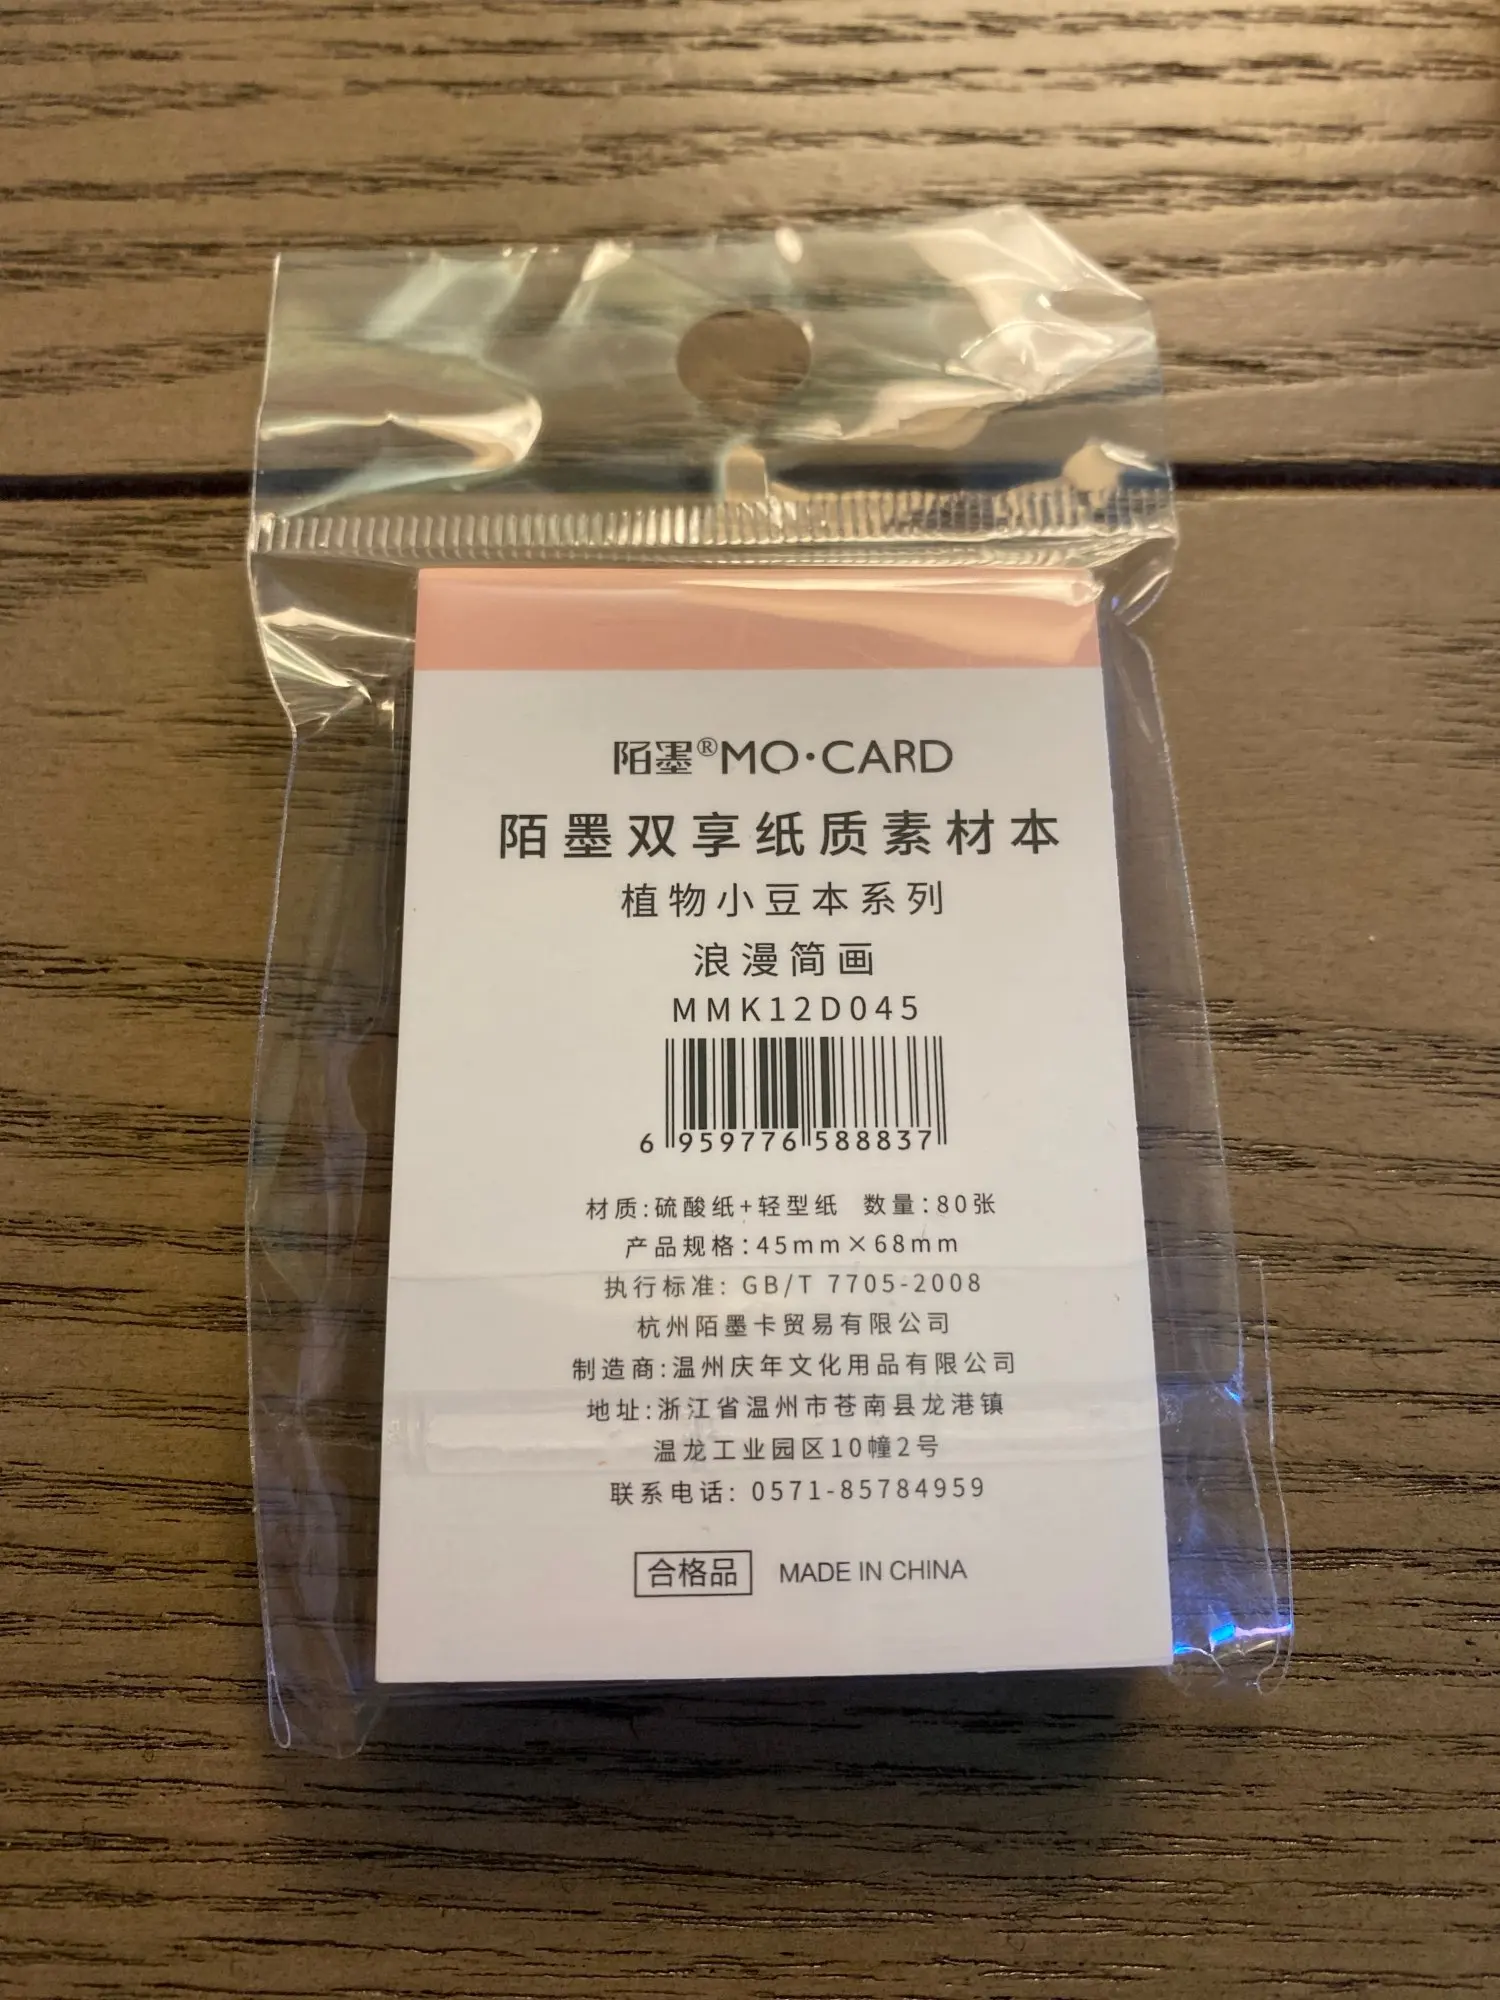 陌墨®MO·CARD
陌墨双享纸质素材本
植物小豆本系列
浪漫简画
MMK12D045
6 959776 588837
材质:硫酸纸+轻型纸 数量:80张
产品规格:45mm×68mm
执行标准: GB/T 7705-2008
杭州陌墨卡贸易有限公司
制造商:温州庆年文化用品有限公司
地址:浙江省温州市苍南县龙港镇
温龙工业园区10幢2号
联系电话: 0571-85784959
合格品 MADE IN CHINA